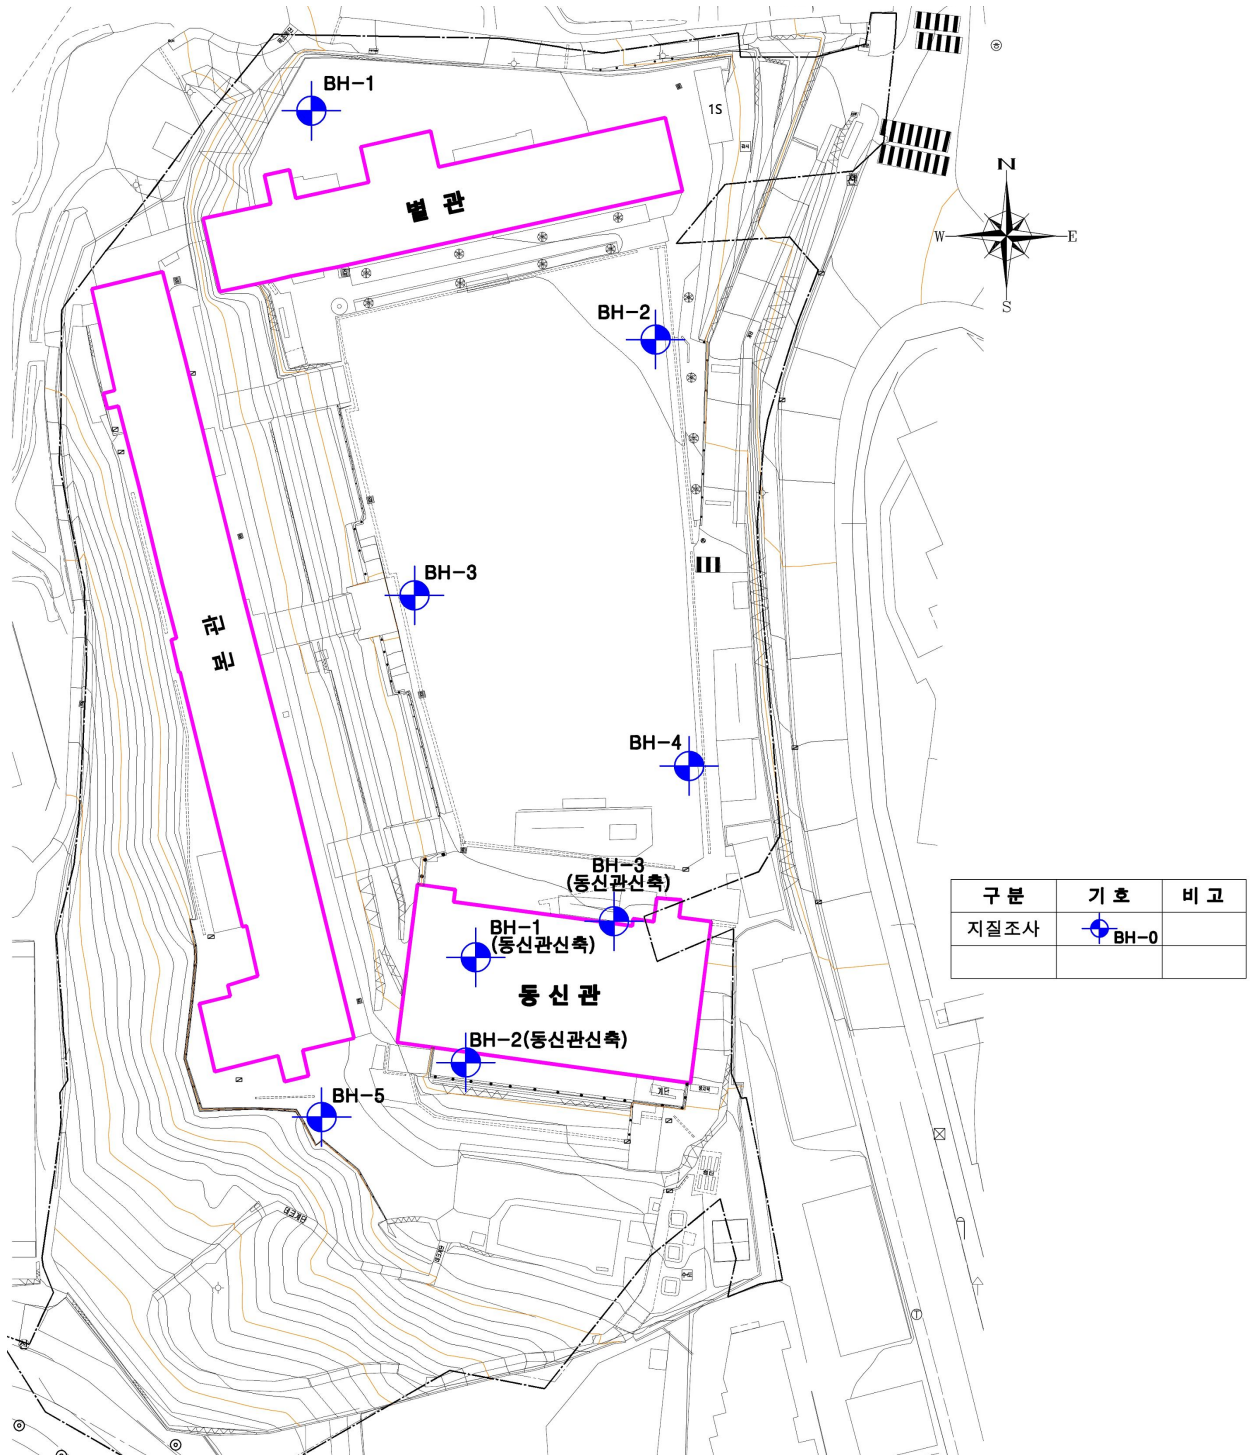 BH-1
1S
N
W
E
S
별 관
BH-2
BH-3
본 관
BH-4
BH-3
(동신관신축)
BH-1
(동신관신축)
동 신 관
BH-2(동신관신축)
BH-5
계단
구 분
기 호
비 고
지질조사
BH-0